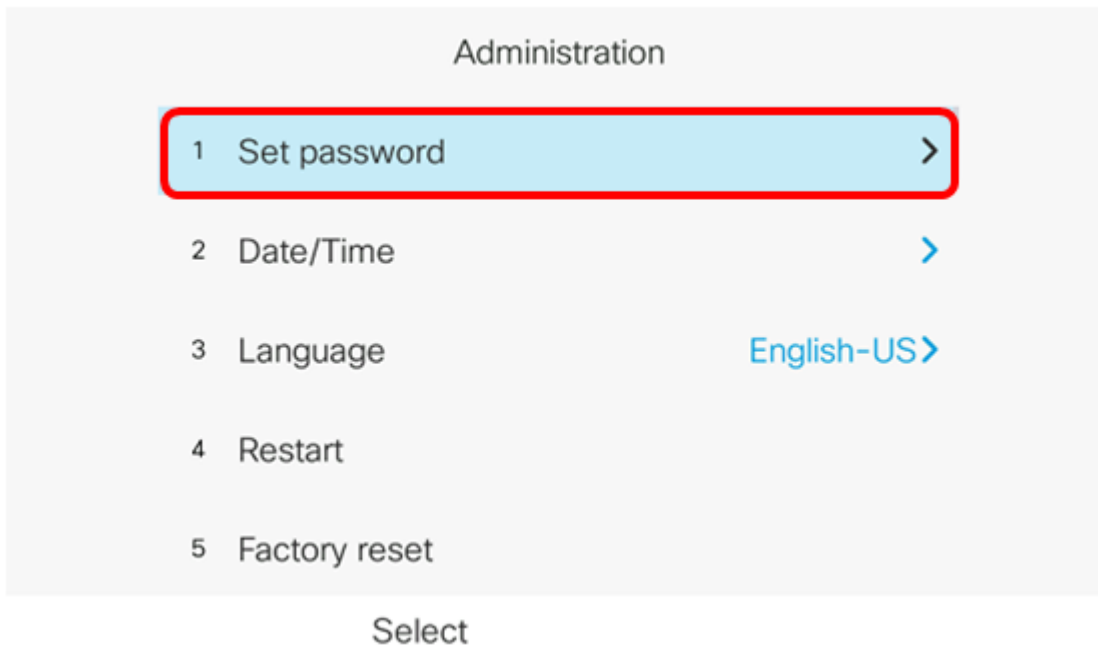 Administration
1 Set password
2 Date/Time
3 Language English-US
4 Restart
5 Factory reset
Select